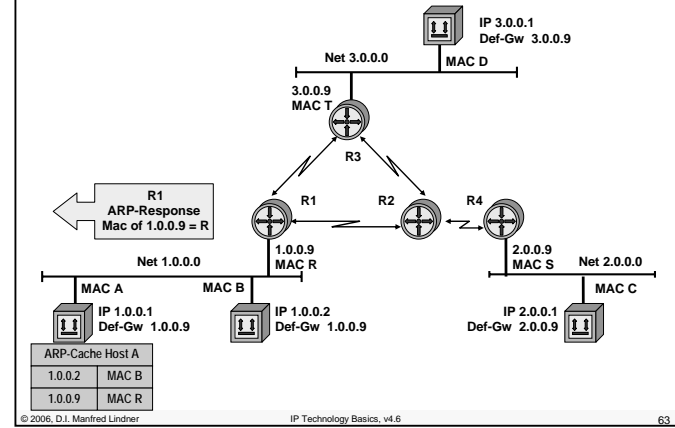 IP 3.0.0.1
Def-Gw 3.0.0.9
Net 3.0.0.0
MAC D
3.0.0.9
MAC T
R3
R1
ARP-Response
Mac of 1.0.0.9 = R
R1
R2
R4
1.0.0.9
MAC R
2.0.0.9
MAC S
Net 1.0.0.0
Net 2.0.0.0
MAC A
MAC B
MAC C
IP 1.0.0.1
Def-Gw 1.0.0.9
IP 1.0.0.2
Def-Gw 1.0.0.9
IP 2.0.0.1
Def-Gw 2.0.0.9
ARP-Cache Host A
1.0.0.2 MAC B
1.0.0.9 MAC R
© 2006, D.I. Manfred Lindner IP Technology Basics, v4.6 63